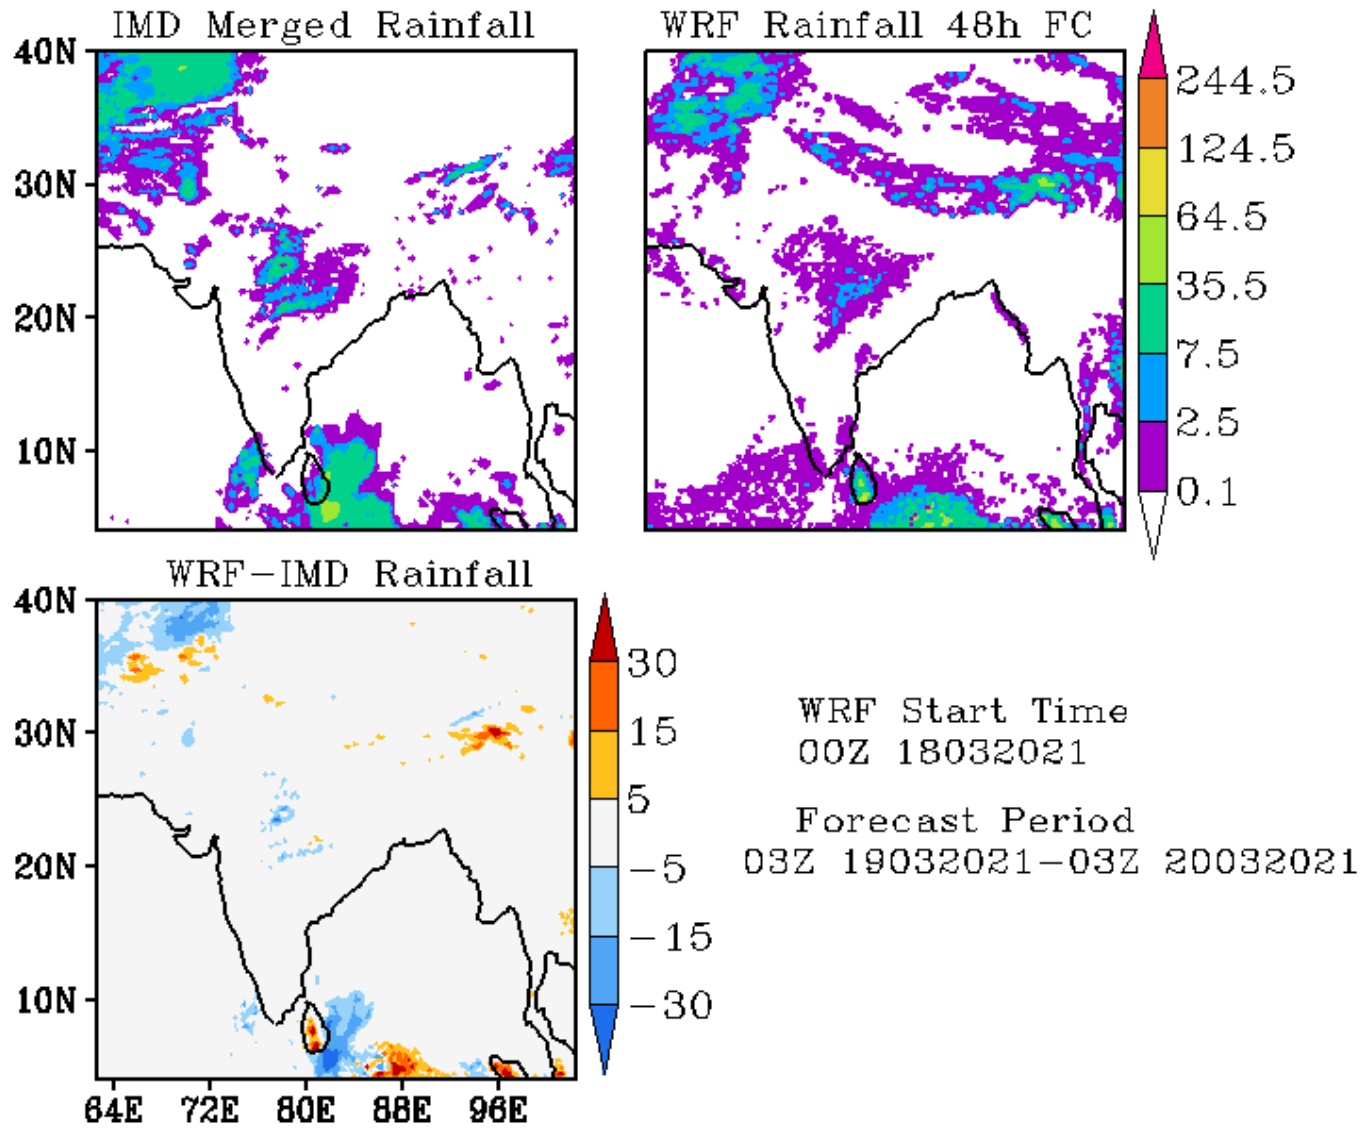 IMD Merged Rainfall
WRF Rainfall 48h FC
40N
30N
20N
10N
244.5
124.5
64.5
35.5
7.5
2.5
0.1
WRF-IMD Rainfall
40N
30N
20N
10N
64E 72E 80E 88E 96E
30
15
5
-5
-15
-30
WRF Start Time
00Z 18032021
Forecast Period
03Z 19032021-03Z 20032021